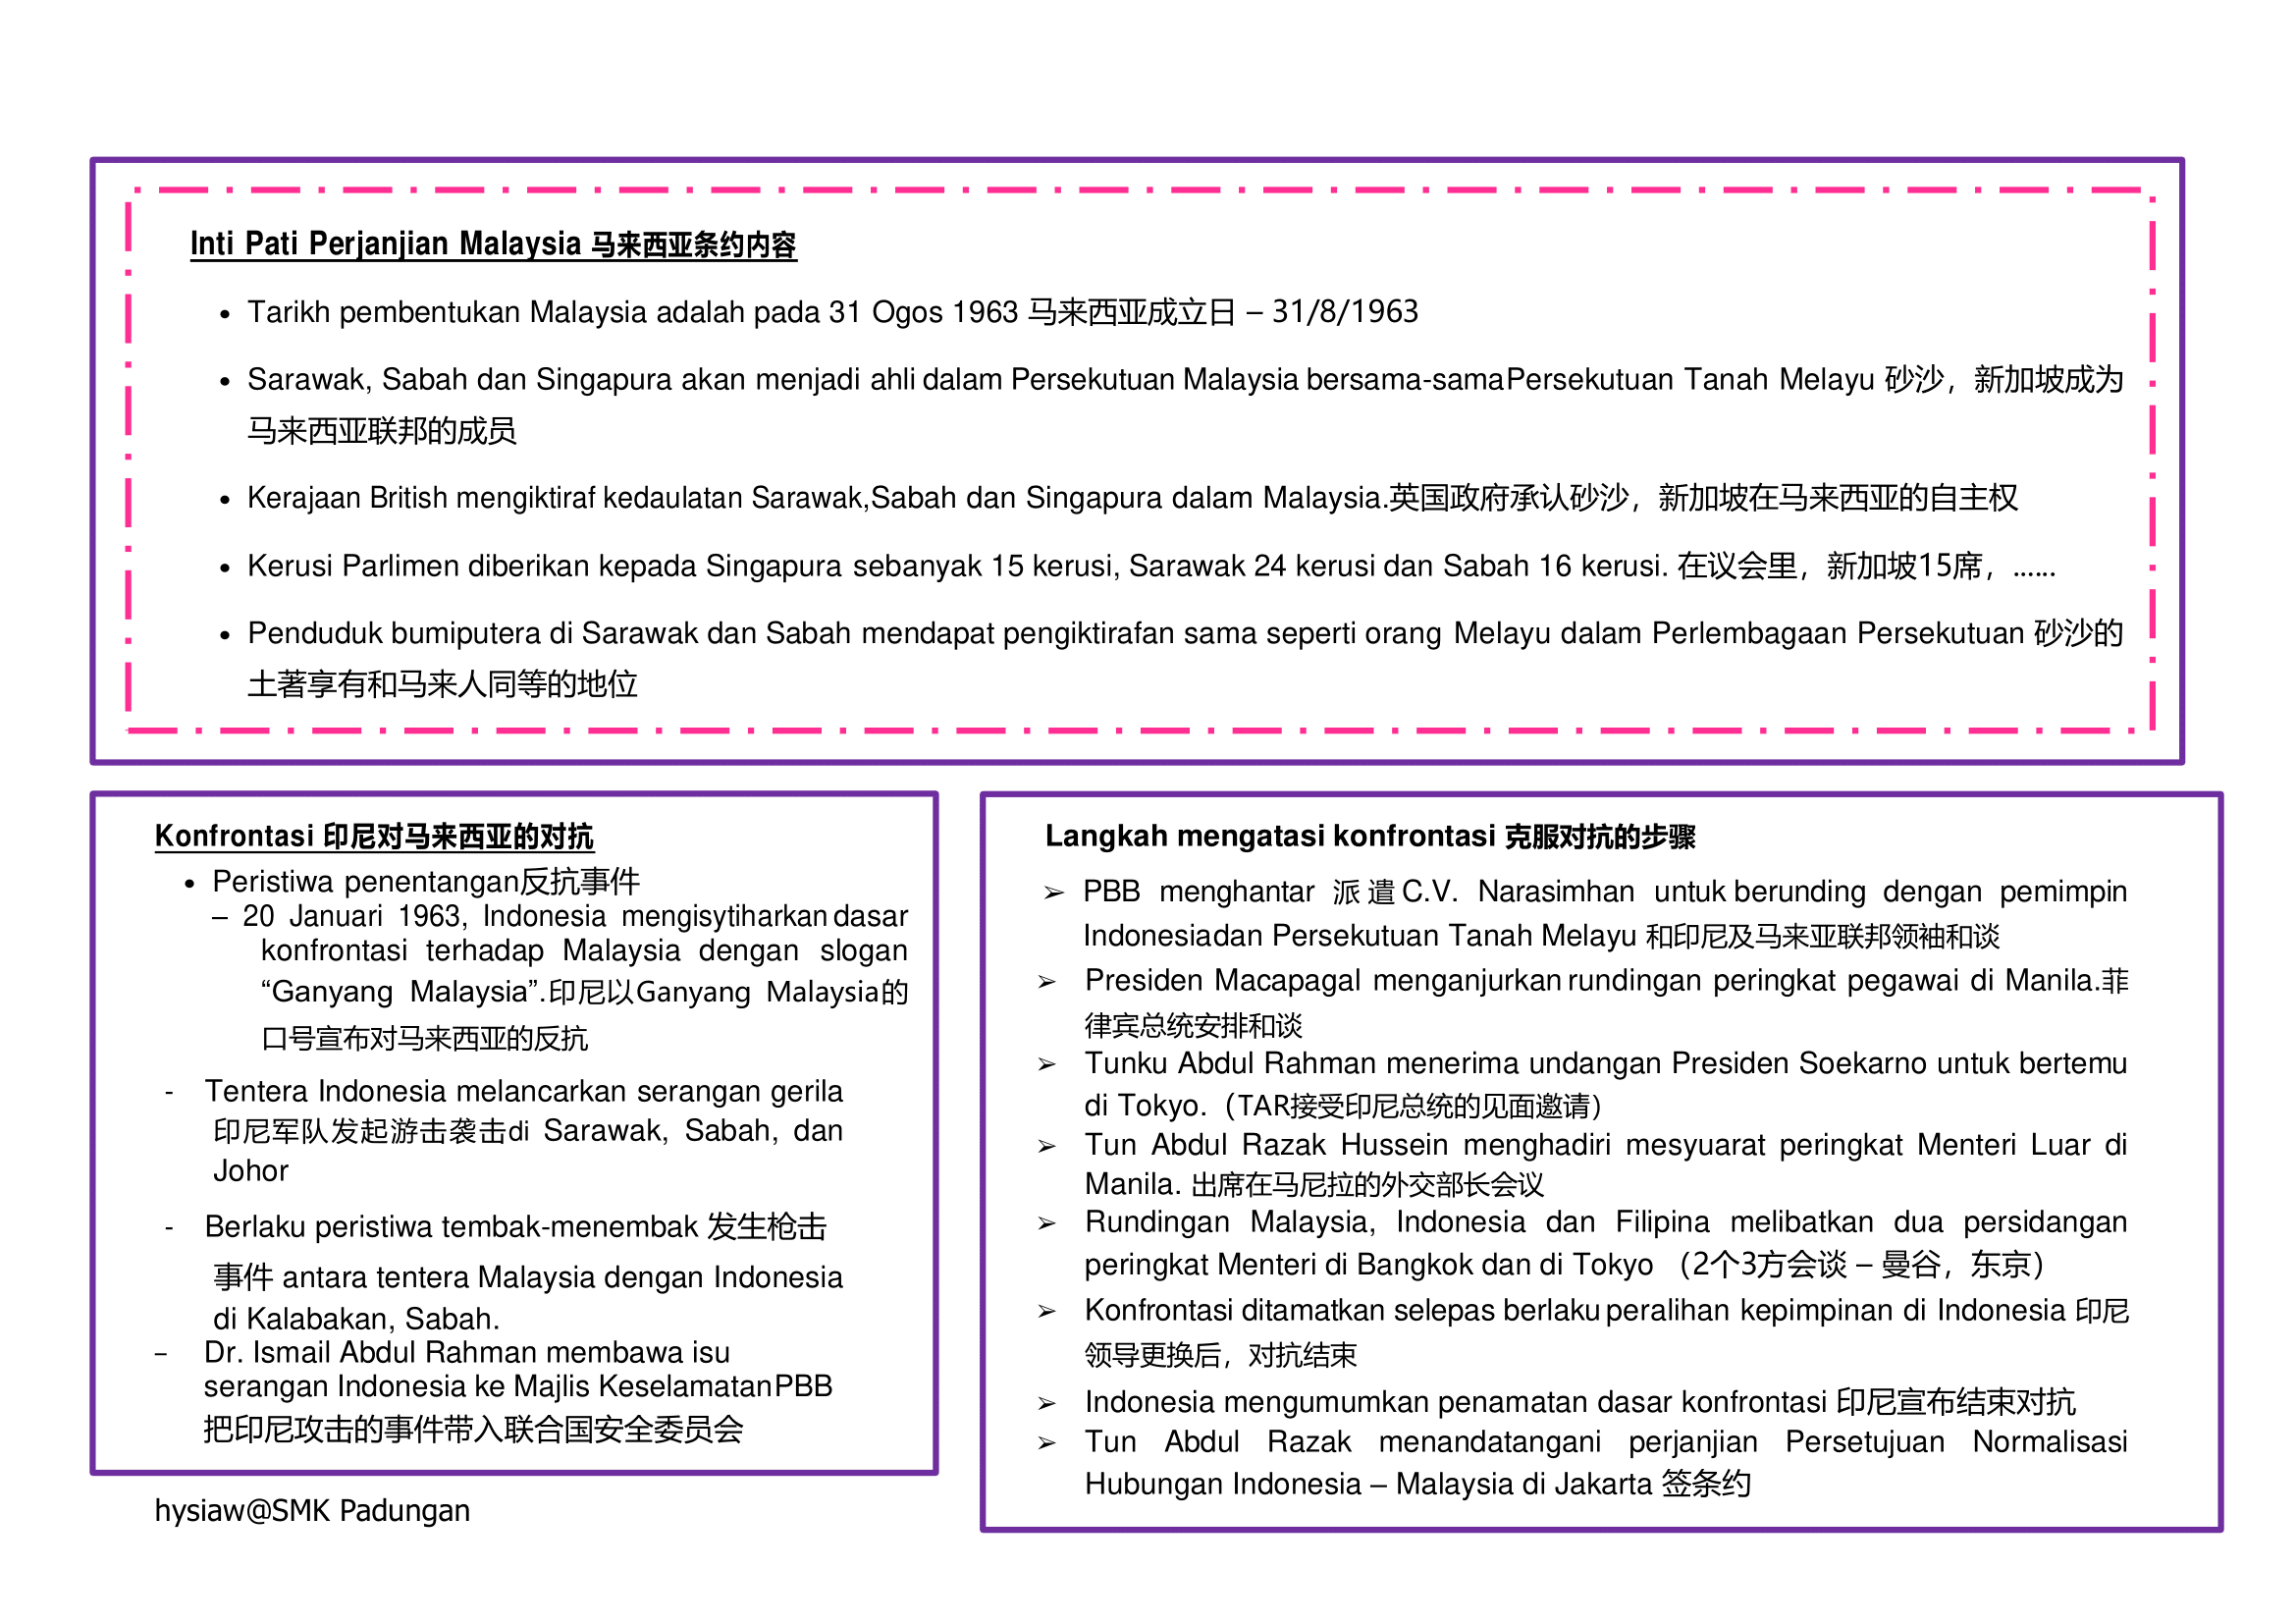 Inti Pati Perjanjian Malaysia 马来西亚条约内容
• Tarikh pembentukan Malaysia adalah pada 31 Ogos 1963 马来西亚成立日 – 31/8/1963
• Sarawak, Sabah dan Singapura akan menjadi ahli dalam Persekutuan Malaysia bersama-samaPersekutuan Tanah Melayu 砂沙，新加坡成为
马来西亚联邦的成员
• Kerajaan British mengiktiraf kedaulatan Sarawak,Sabah dan Singapura dalam Malaysia.英国政府承认砂沙，新加坡在马来西亚的自主权
• Kerusi Parlimen diberikan kepada Singapura sebanyak 15 kerusi, Sarawak 24 kerusi dan Sabah 16 kerusi. 在议会里，新加坡15席，……
• Penduduk bumiputera di Sarawak dan Sabah mendapat pengiktirafan sama seperti orang Melayu dalam Perlembagaan Persekutuan 砂沙的
土著享有和马来人同等的地位
Konfrontasi 印尼对马来西亚的对抗
• Peristiwa penentangan反抗事件
– 20 Januari 1963, Indonesia mengisytiharkan dasar
konfrontasi terhadap Malaysia dengan slogan
“Ganyang Malaysia”.印尼以Ganyang Malaysia的
口号宣布对马来西亚的反抗
- Tentera Indonesia melancarkan serangan gerila
印尼军队发起游击袭击di Sarawak, Sabah, dan
Johor
- Berlaku peristiwa tembak-menembak 发生枪击
事件 antara tentera Malaysia dengan Indonesia
di Kalabakan, Sabah.
– Dr. Ismail Abdul Rahman membawa isu
serangan Indonesia ke Majlis KeselamatanPBB
把印尼攻击的事件带入联合国安全委员会
hysiaw@SMK Padungan
Langkah mengatasi konfrontasi 克服对抗的步骤
➢ PBB menghantar 派遣C.V. Narasimhan untuk berunding dengan pemimpin
Indonesiadan Persekutuan Tanah Melayu 和印尼及马来亚联邦领袖和谈
➢ Presiden Macapagal menganjurkan rundingan peringkat pegawai di Manila.菲
律宾总统安排和谈
➢ Tunku Abdul Rahman menerima undangan Presiden Soekarno untuk bertemu
di Tokyo.（TAR接受印尼总统的见面邀请）
➢ Tun Abdul Razak Hussein menghadiri mesyuarat peringkat Menteri Luar di
Manila. 出席在马尼拉的外交部长会议
➢ Rundingan Malaysia, Indonesia dan Filipina melibatkan dua persidangan
peringkat Menteri di Bangkok dan di Tokyo （2个3方会谈 – 曼谷，东京）
➢ Konfrontasi ditamatkan selepas berlaku peralihan kepimpinan di Indonesia 印尼
领导更换后，对抗结束
➢ Indonesia mengumumkan penamatan dasar konfrontasi 印尼宣布结束对抗
➢ Tun Abdul Razak menandatangani perjanjian Persetujuan Normalisasi
Hubungan Indonesia – Malaysia di Jakarta 签条约